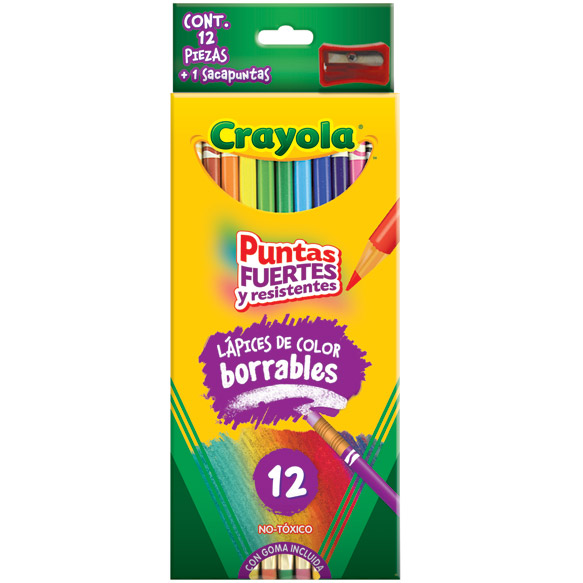 CONT.
12
PIEZAS
+ 1 Sacapuntas
Crayola®
™
Puntas
FUERTES
y resistentes
LÁPICES DE COLOR
borrables
12
NO-TÓXICO
CON GOMA INCLUIDA